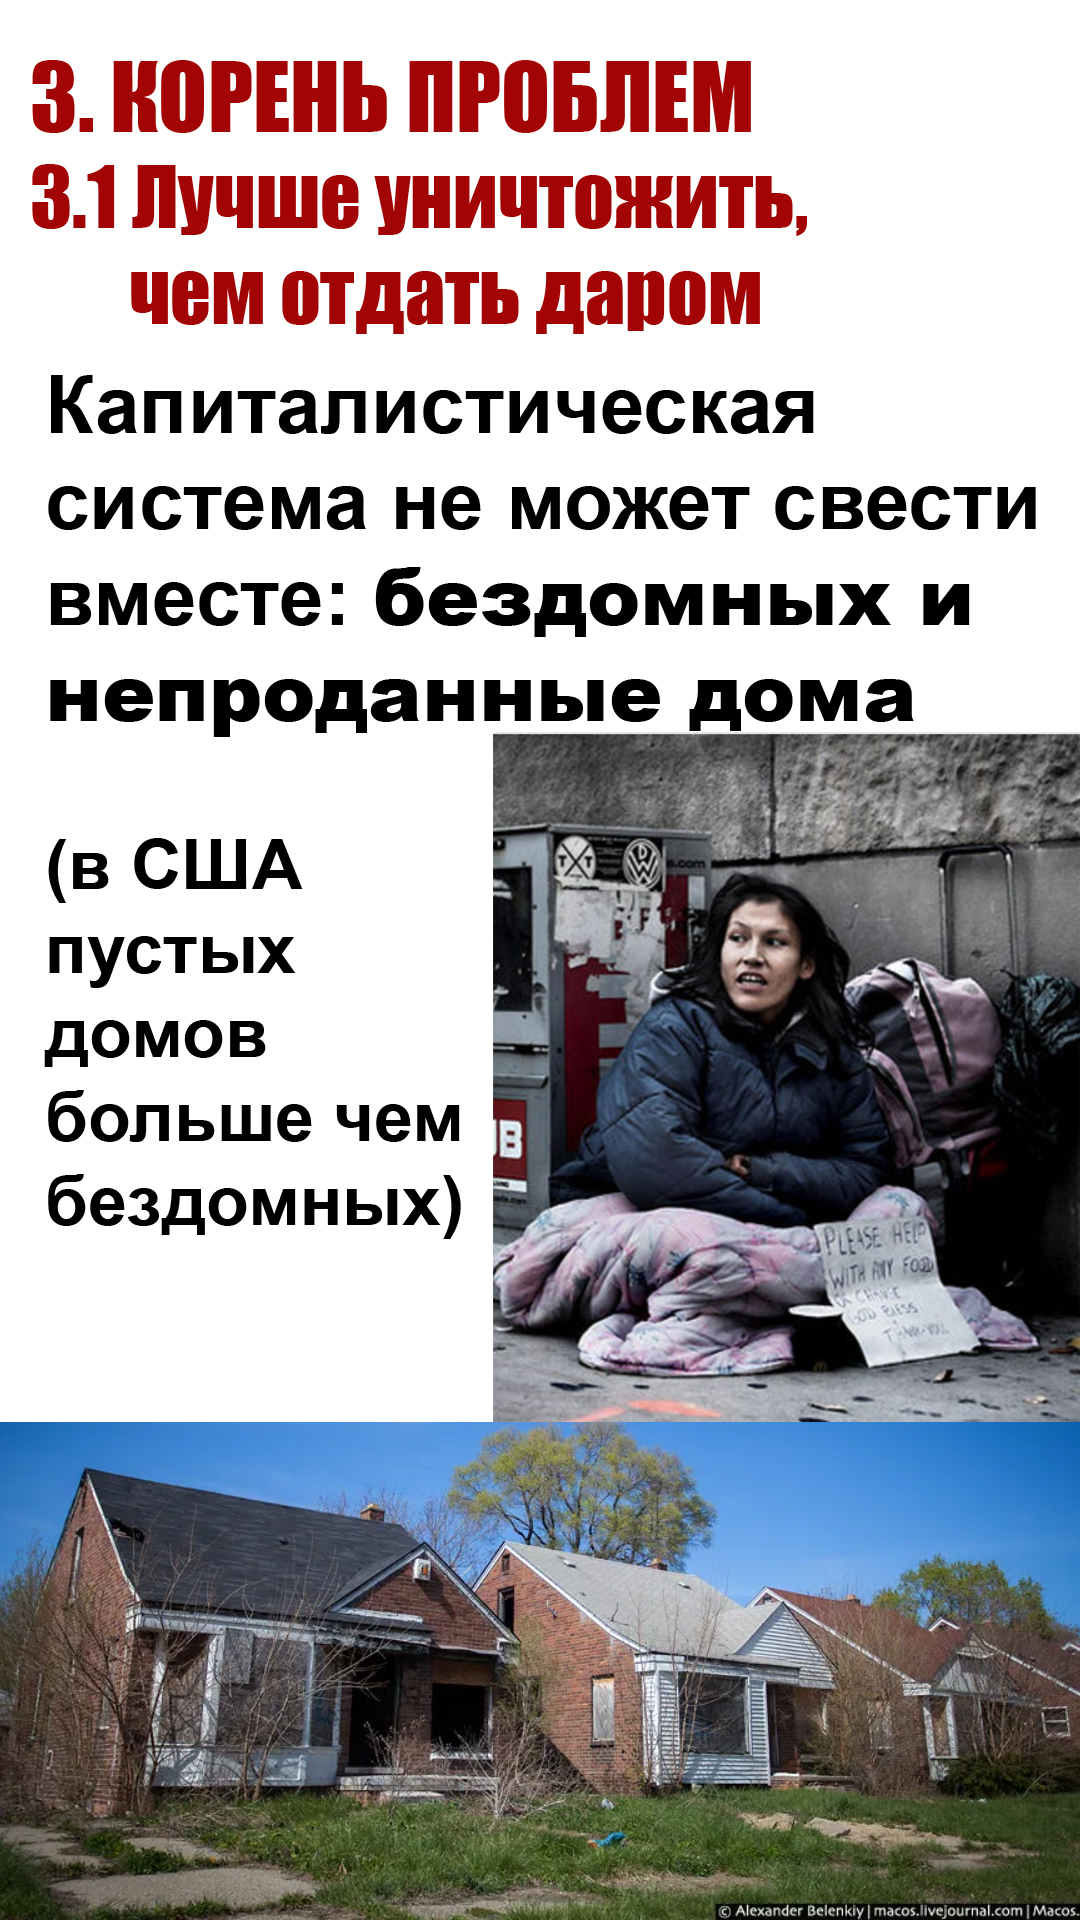 3. КОРЕНЬ ПРОБЛЕМ
3.1 Лучше уничтожить,
чем отдать даром
Капиталистическая
система не может свести
вместе: бездомных и
непроданные дома
(в США
пустых
домов
больше чем
бездомных)
TXT
.com
PLEASE HELP
WITH ANY FOOD
OR CHANGE
GOD BLESS
THANK-YOU
© Alexander Belenkiy | macos.livejournal.com | Macos.